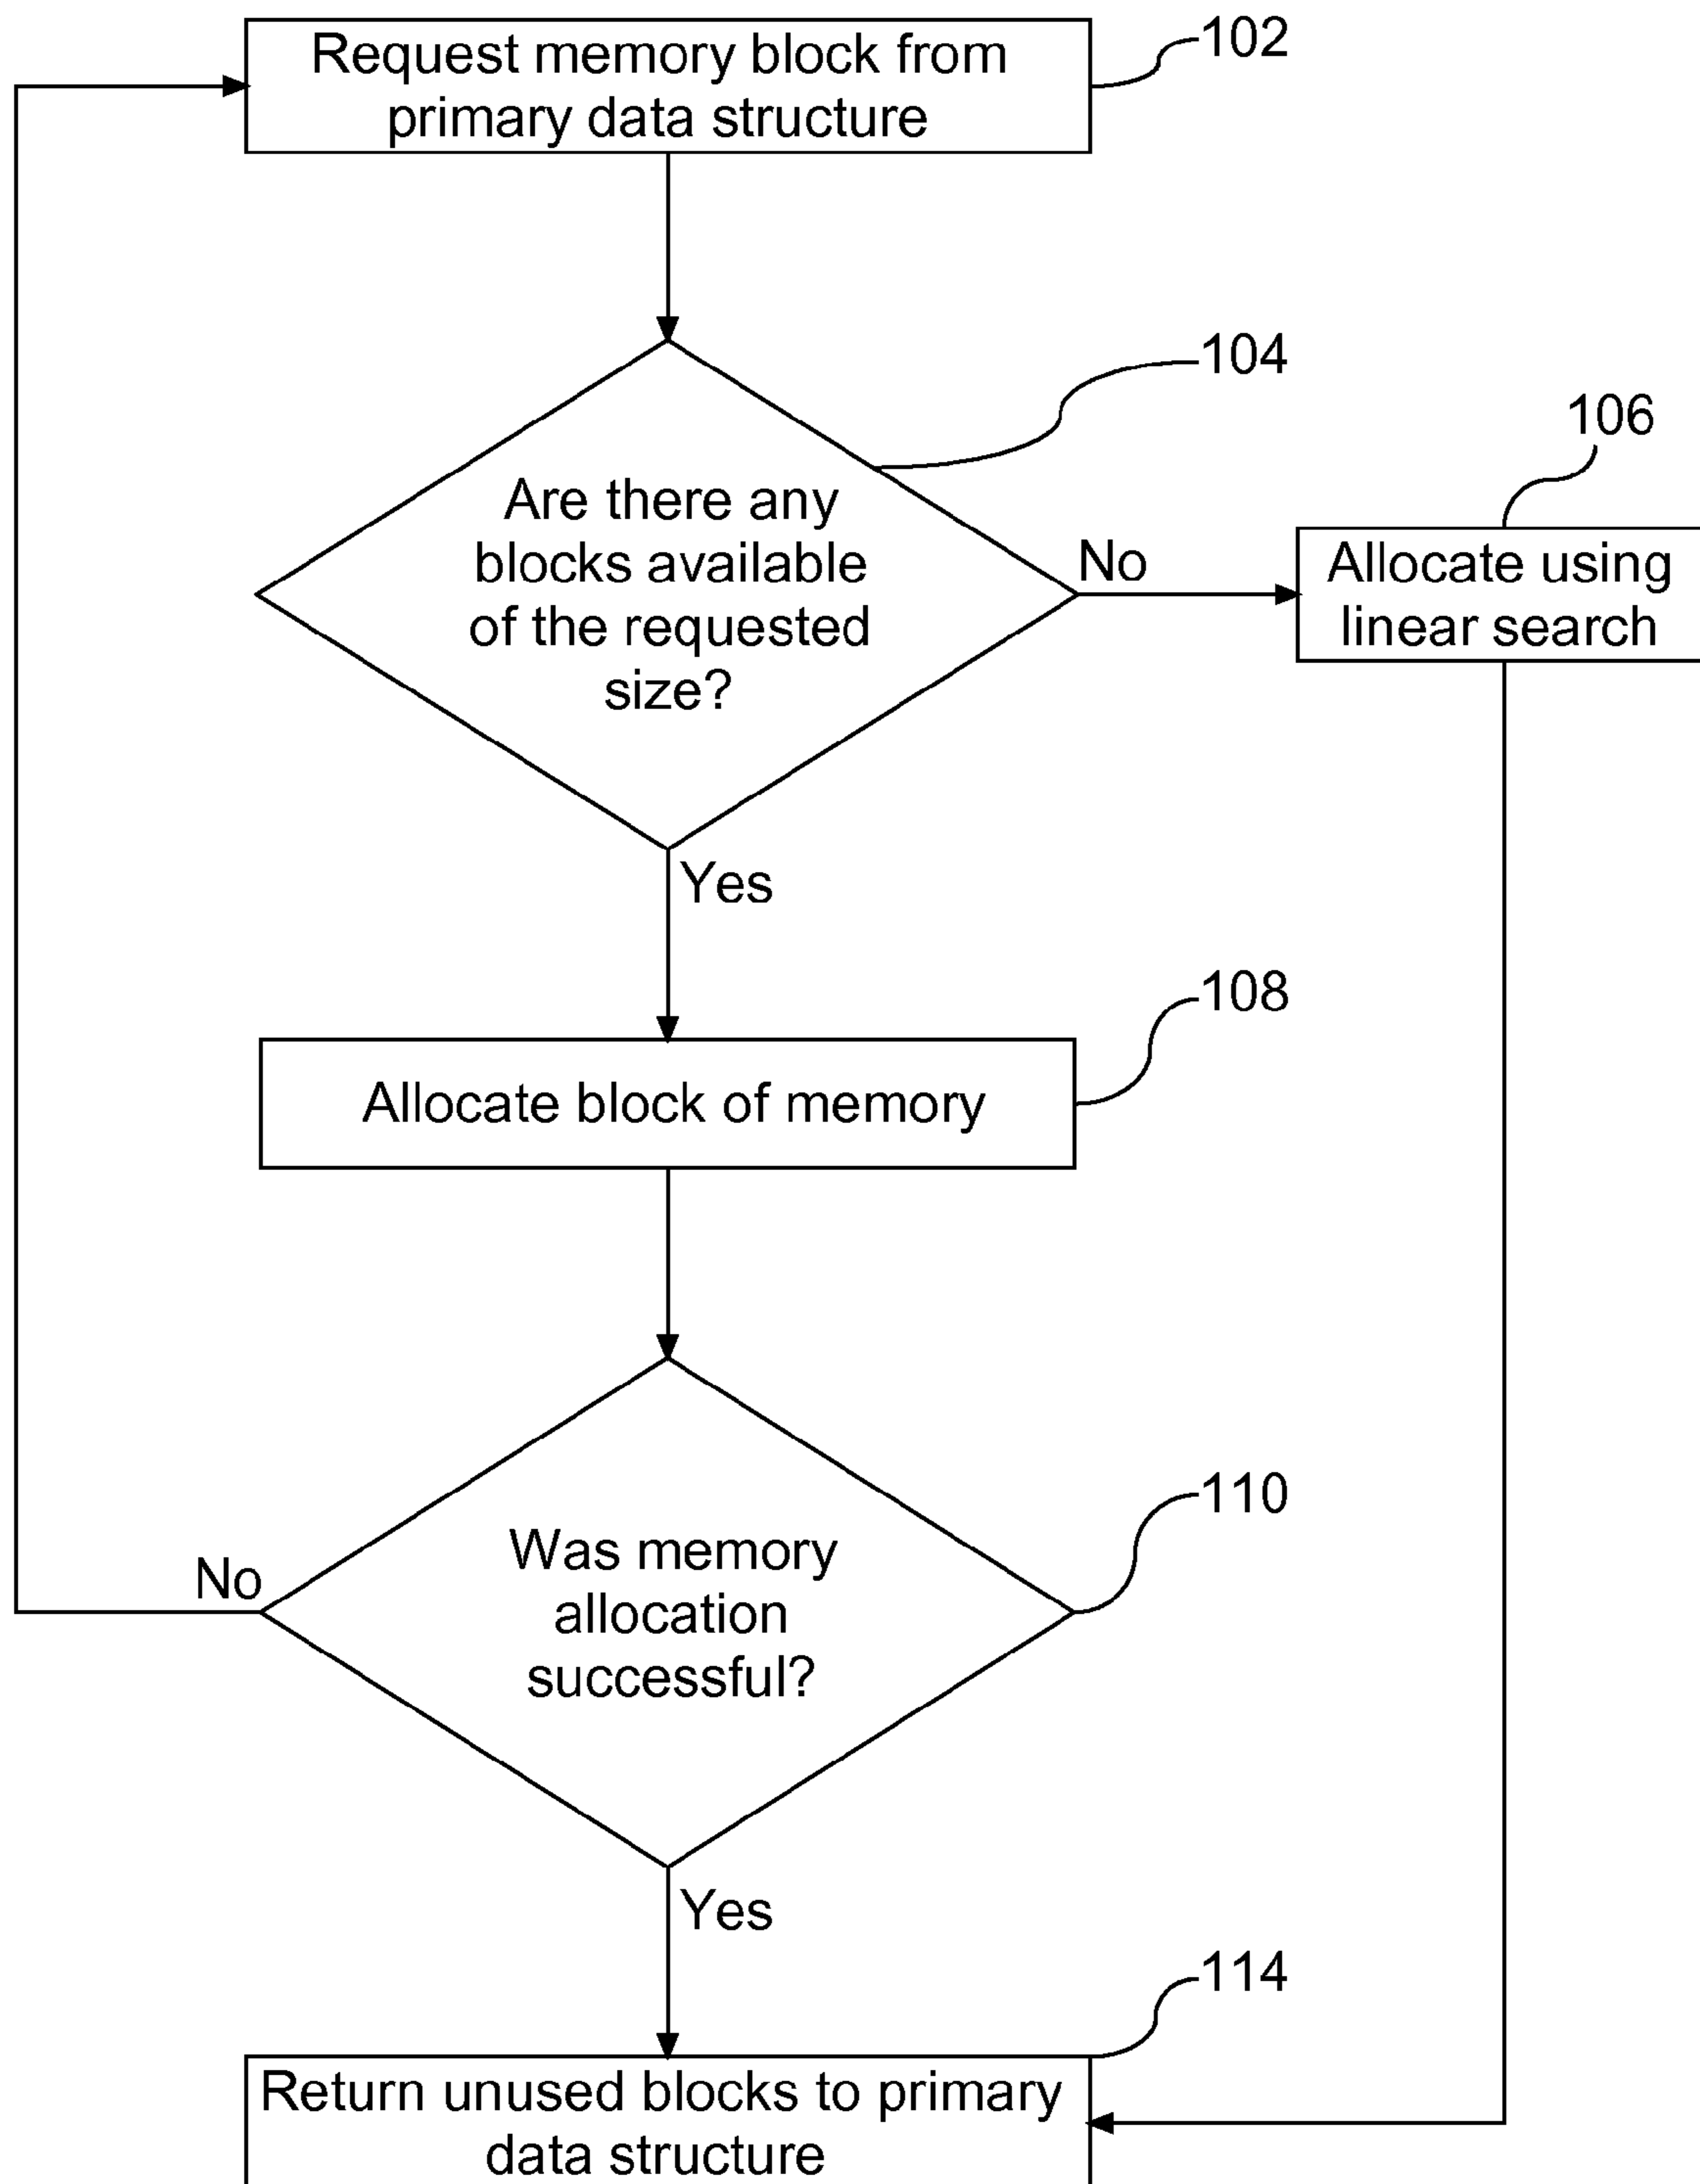 Request memory block from
primary data structure
102
104
Are there any
blocks available
of the requested
size?
No
106
Allocate using
linear search
Yes
108
Allocate block of memory
110
Was memory
allocation
successful?
No
Yes
114
Return unused blocks to primary
data structure